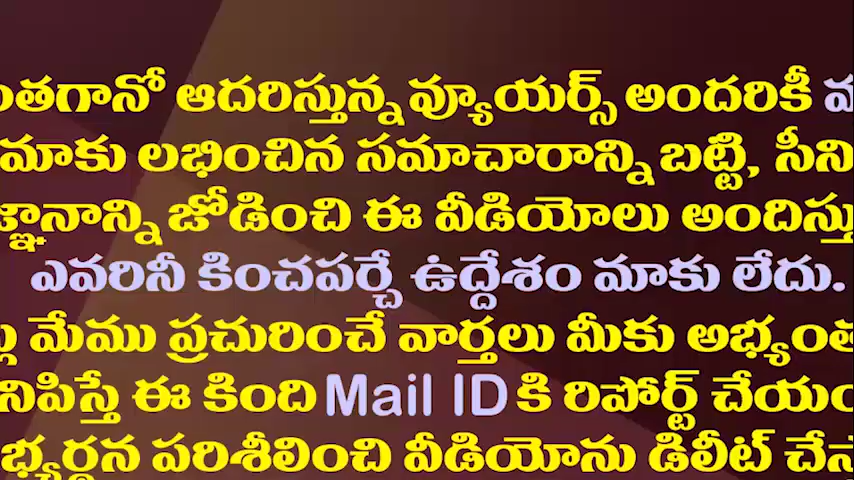 ంతగానో ఆదరిస్తున్న వ్యూయర్స్ అందరికీ
మాకు లభించిన సమాచారాన్ని బట్టి, సీని
జ్ఞానాన్ని జోడించి ఈ వీడియోలు అందిస్తు
ఎవరినీ కించపర్చే ఉద్దేశం మాకు లేదు.
మేము ప్రచురించే వార్తలు మీకు అభ్యంత
నిపిస్తే ఈ కింది Mail ID కి రిపోర్ట్ చేయం
భ్యర్థన పరిశీలించి వీడియోను డిలీట్ చే